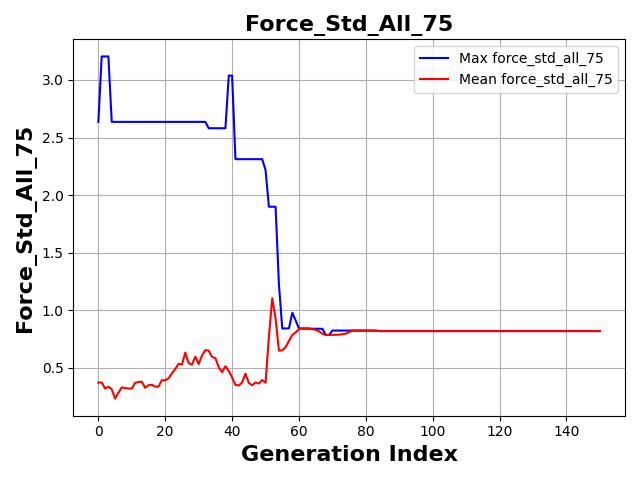 Force_Std_All_75
Max force_std_all_75
Mean force_std_all_75
Force_Std_All_75
3.0
2.5
2.0
1.5
1.0
0.5
0 20 40 60 80 100 120 140
Generation Index